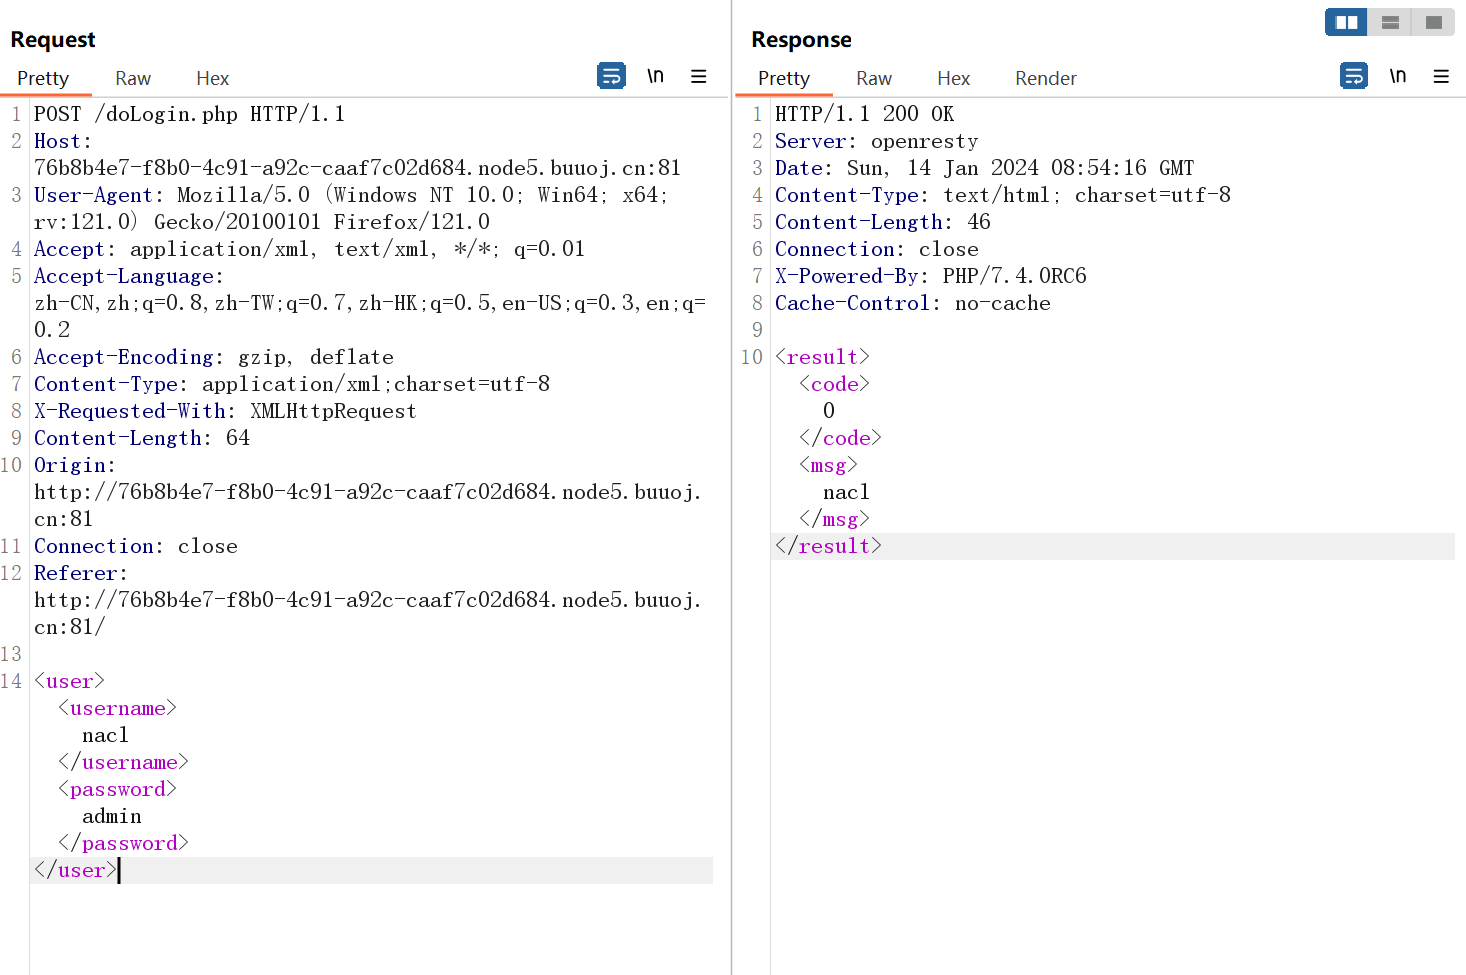 Request
Pretty Raw Hex \n
1 POST /doLogin.php HTTP/1.1
2 Host:
76b8b4e7-f8b0-4c91-a92c-caaf7c02d684.node5.buuoj.cn:81
3 User-Agent: Mozilla/5.0 (Windows NT 10.0; Win64; x64;
rv:121.0) Gecko/20100101 Firefox/121.0
4 Accept: application/xml, text/xml, */*; q=0.01
5 Accept-Language:
zh-CN,zh;q=0.8,zh-TW;q=0.7,zh-HK;q=0.5,en-US;q=0.3,en;q=
0.2
6 Accept-Encoding: gzip, deflate
7 Content-Type: application/xml;charset=utf-8
8 X-Requested-With: XMLHttpRequest
9 Content-Length: 64
10 Origin:
http://76b8b4e7-f8b0-4c91-a92c-caaf7c02d684.node5.buuoj.
cn:81
11 Connection: close
12 Referer:
http://76b8b4e7-f8b0-4c91-a92c-caaf7c02d684.node5.buuoj.
cn:81/
13
14 <user>
<username>
nacl
</username>
<password>
admin
</password>
</user>
Response
Pretty Raw Hex Render \n
1 HTTP/1.1 200 OK
2 Server: openresty
3 Date: Sun, 14 Jan 2024 08:54:16 GMT
4 Content-Type: text/html; charset=utf-8
5 Content-Length: 46
6 Connection: close
7 X-Powered-By: PHP/7.4.0RC6
8 Cache-Control: no-cache
9
10 <result>
<code>
0
</code>
<msg>
nacl
</msg>
</result>